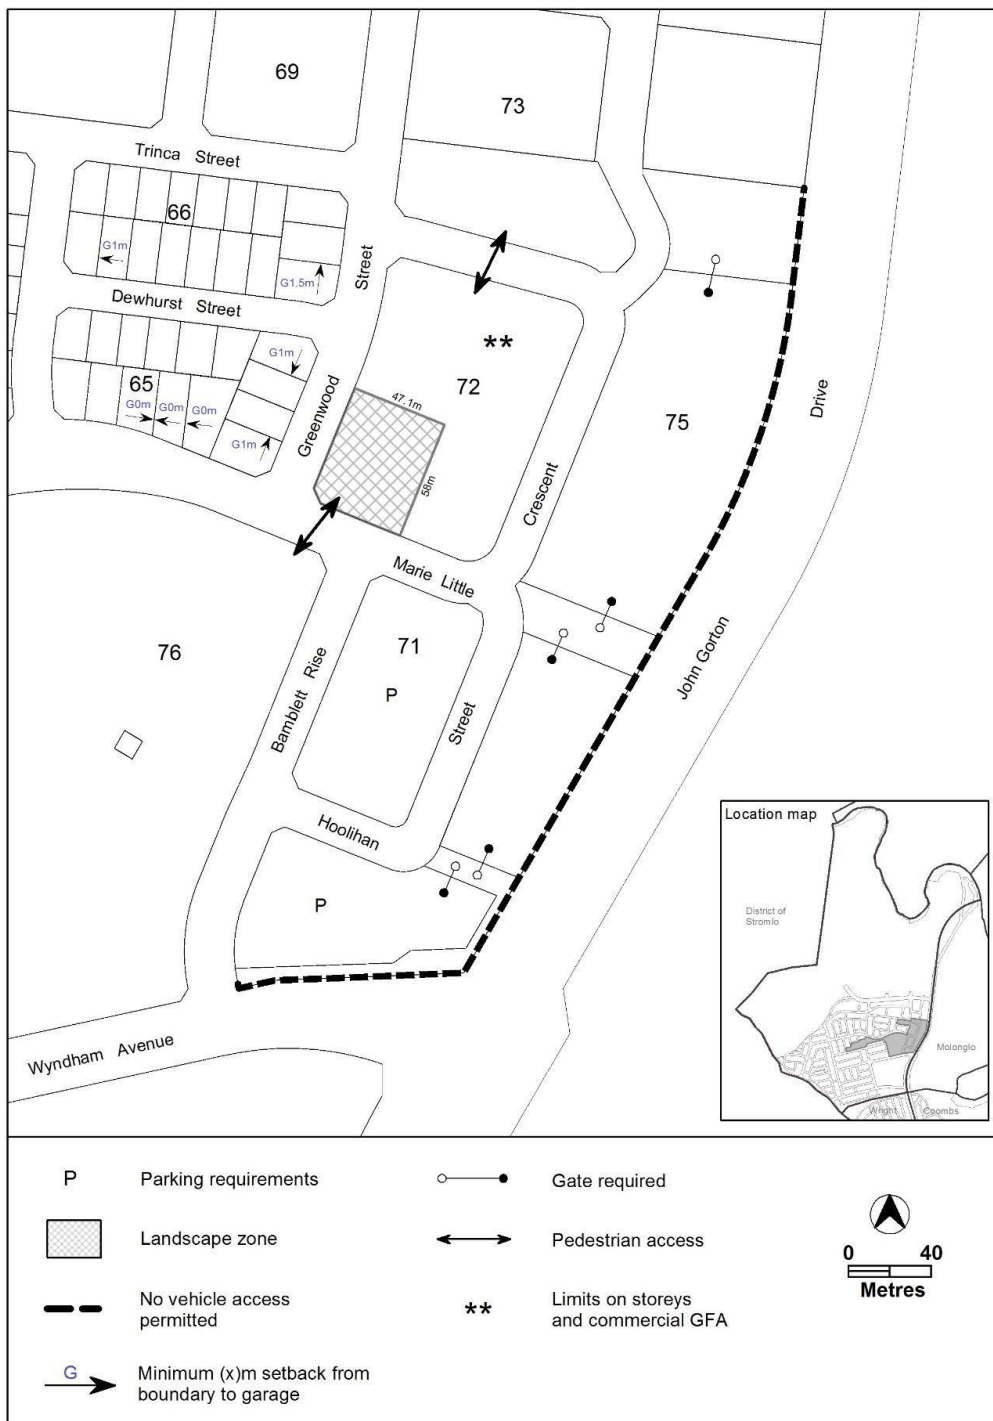 69
73
Trinca Street
66
G1m
G1.5m
Street
Dewhurst Street
**
G1m
72
65
47.1m
G0m
G0m
G0m
75
Drive
Greenwood
G1m
58m
Crescent
Marie Little
76
71
P
Bamblett Rise
Street
John Gorton
Hoolihan
P
Wyndham Avenue
Location map
District of
Stromlo
Molonglo
Wright
Coombs
P
Parking requirements
Gate required
Landscape zone
Pedestrian access
0 40
Metres
No vehicle access
permitted
**
Limits on storeys
and commercial GFA
G
Minimum (x)m setback from
boundary to garage